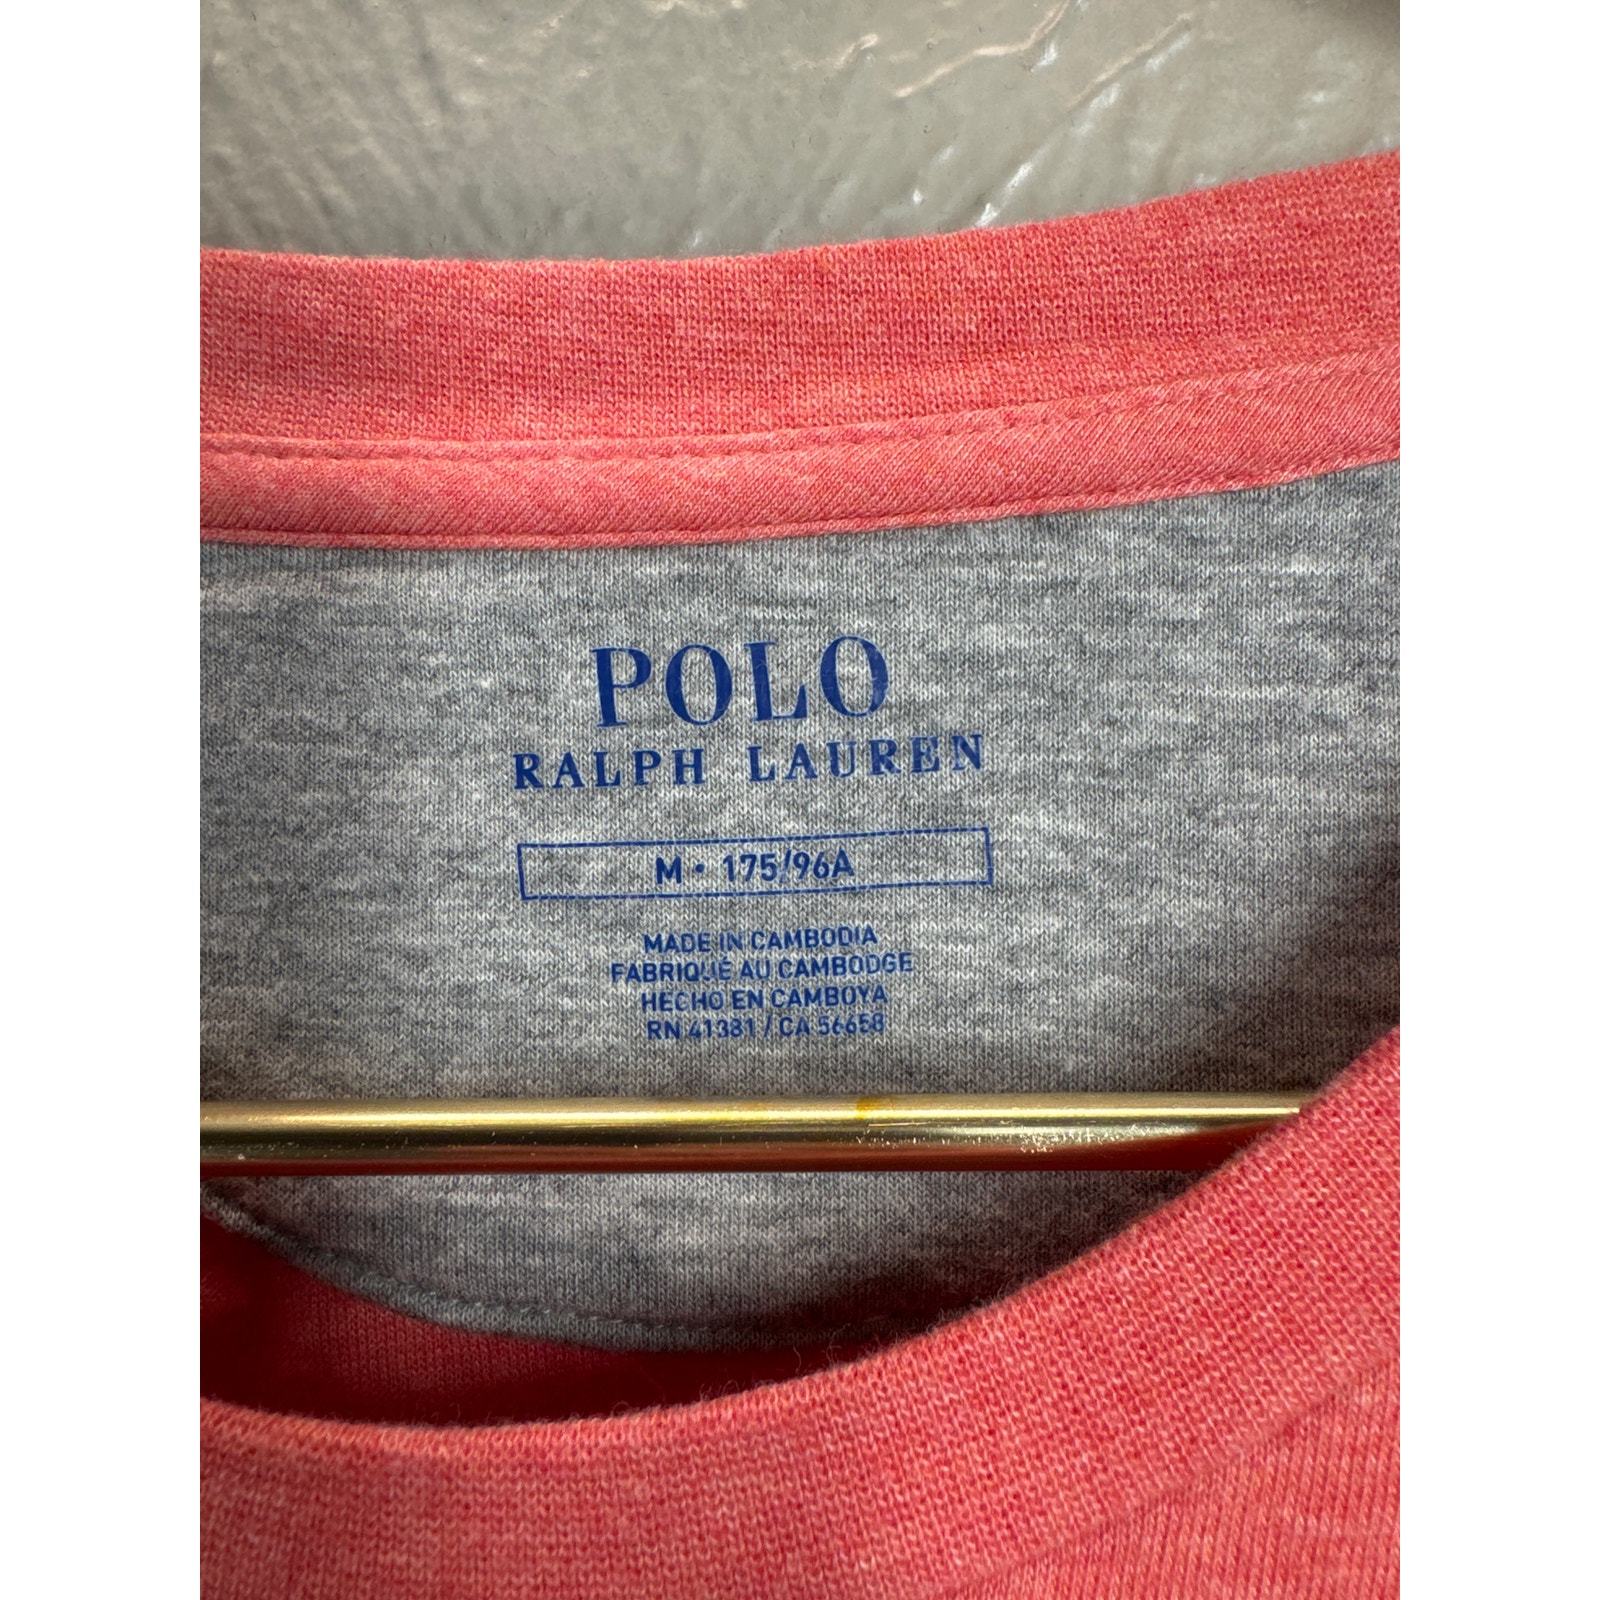 POLO
RALPH LAUREN
M • 175/96A
MADE IN CAMBODIA
FABRIQUÉ AU CAMBODGE
HECHO EN CAMBOYA
RN 41381 / CA 56658